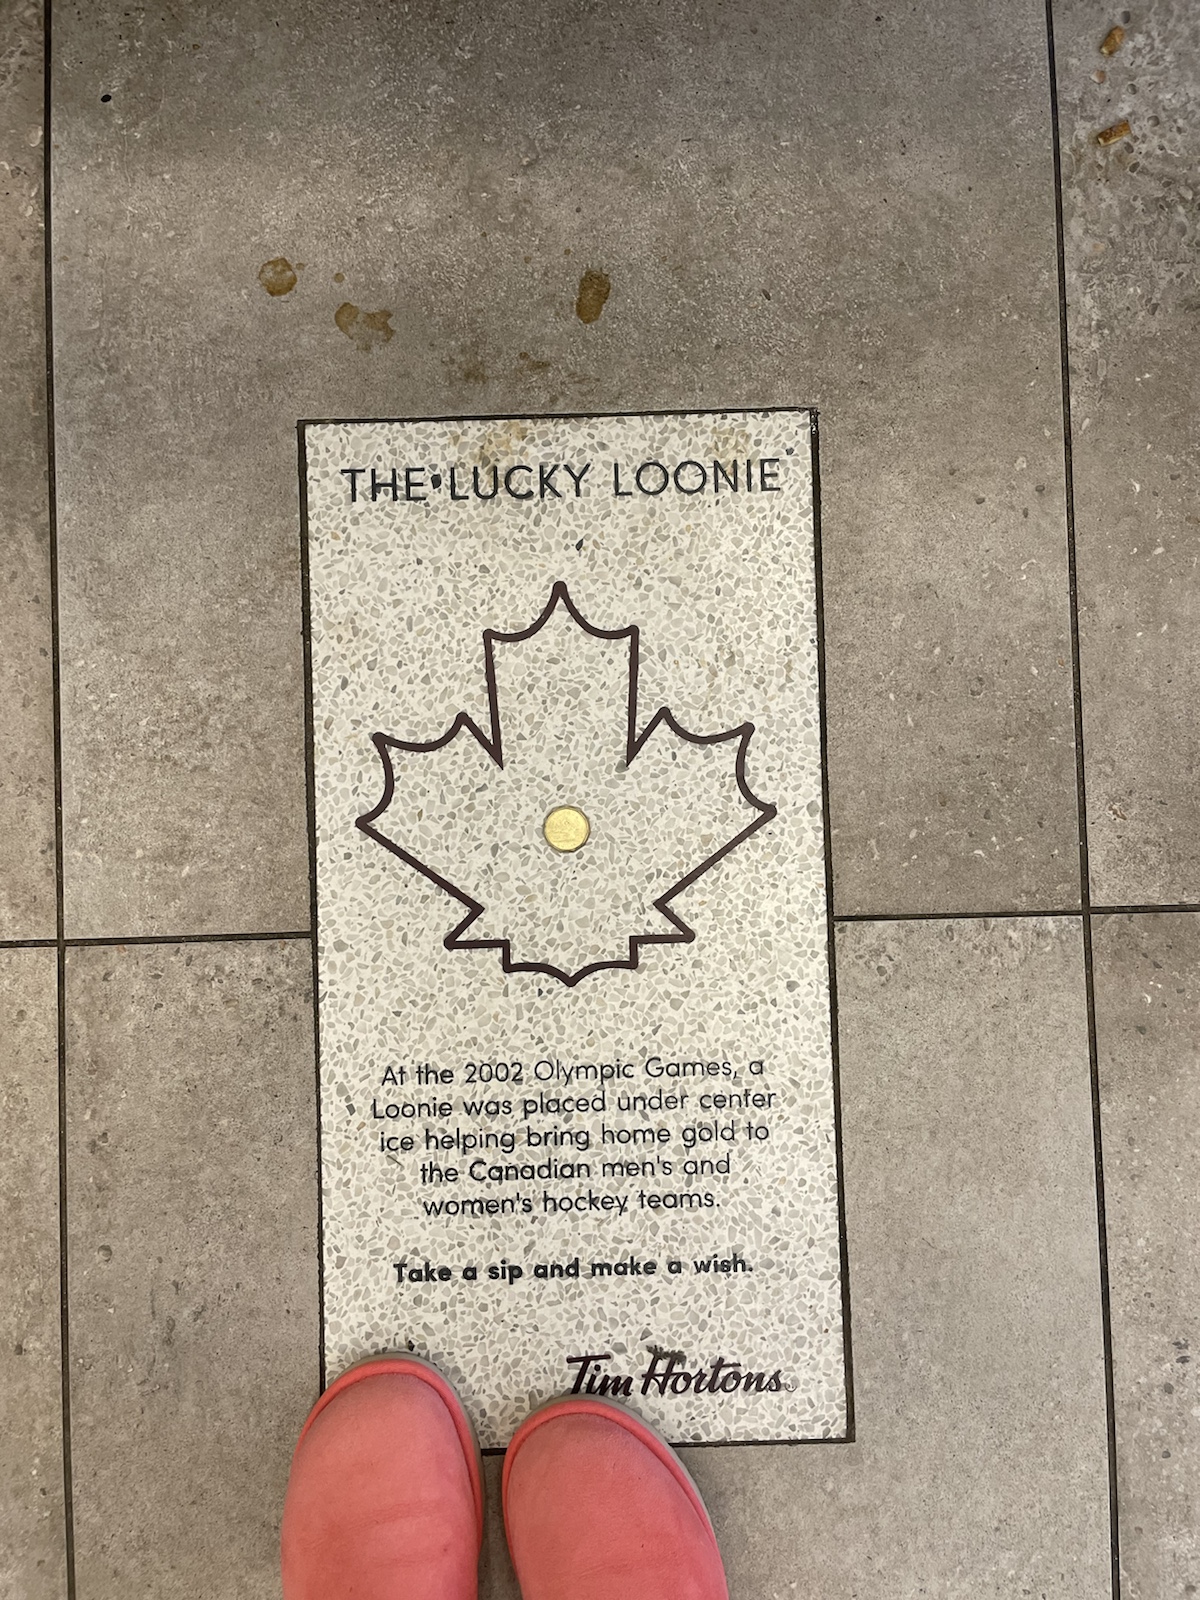 THE LUCKY LOONIE
At the 2002 Olympic Games, a
Loonie was placed under center
ice helping bring home gold to
the Canadian men's and
women's hockey teams.
Take a sip and make a wish.
Tim Hortons